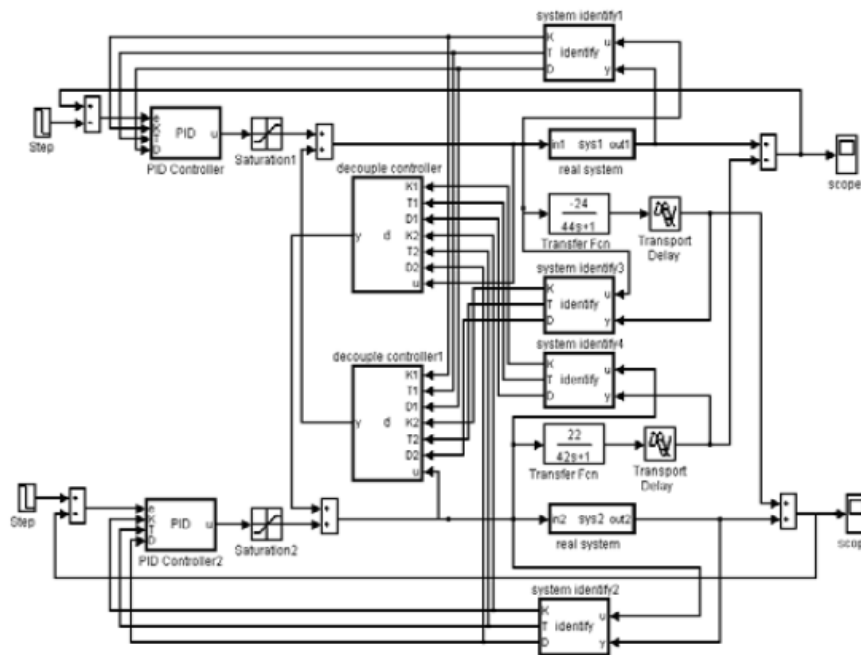 system identify1
K
T
D
identify
u
y
Step
e
K
T
D
PID
u
PID Controller
Saturation1
in1 sys1 out1
real system
scope
decouple controller
K1
T1
D1
K2
T2
D2
u
y
d
-24
44s+1
Transfer Fcn
Transport
Delay
system identify3
K
T
D
identify
u
y
system identify4
K
T
D
identify
u
y
decouple controller1
K1
T1
D1
K2
T2
D2
u
y
d
22
42s+1
Transfer Fcn
Transport
Delay
Step
e
K
T
D
PID
u
PID Controller2
Saturation2
in2 sys2 out2
real system
scop
system identify2
K
T
D
identify
u
y